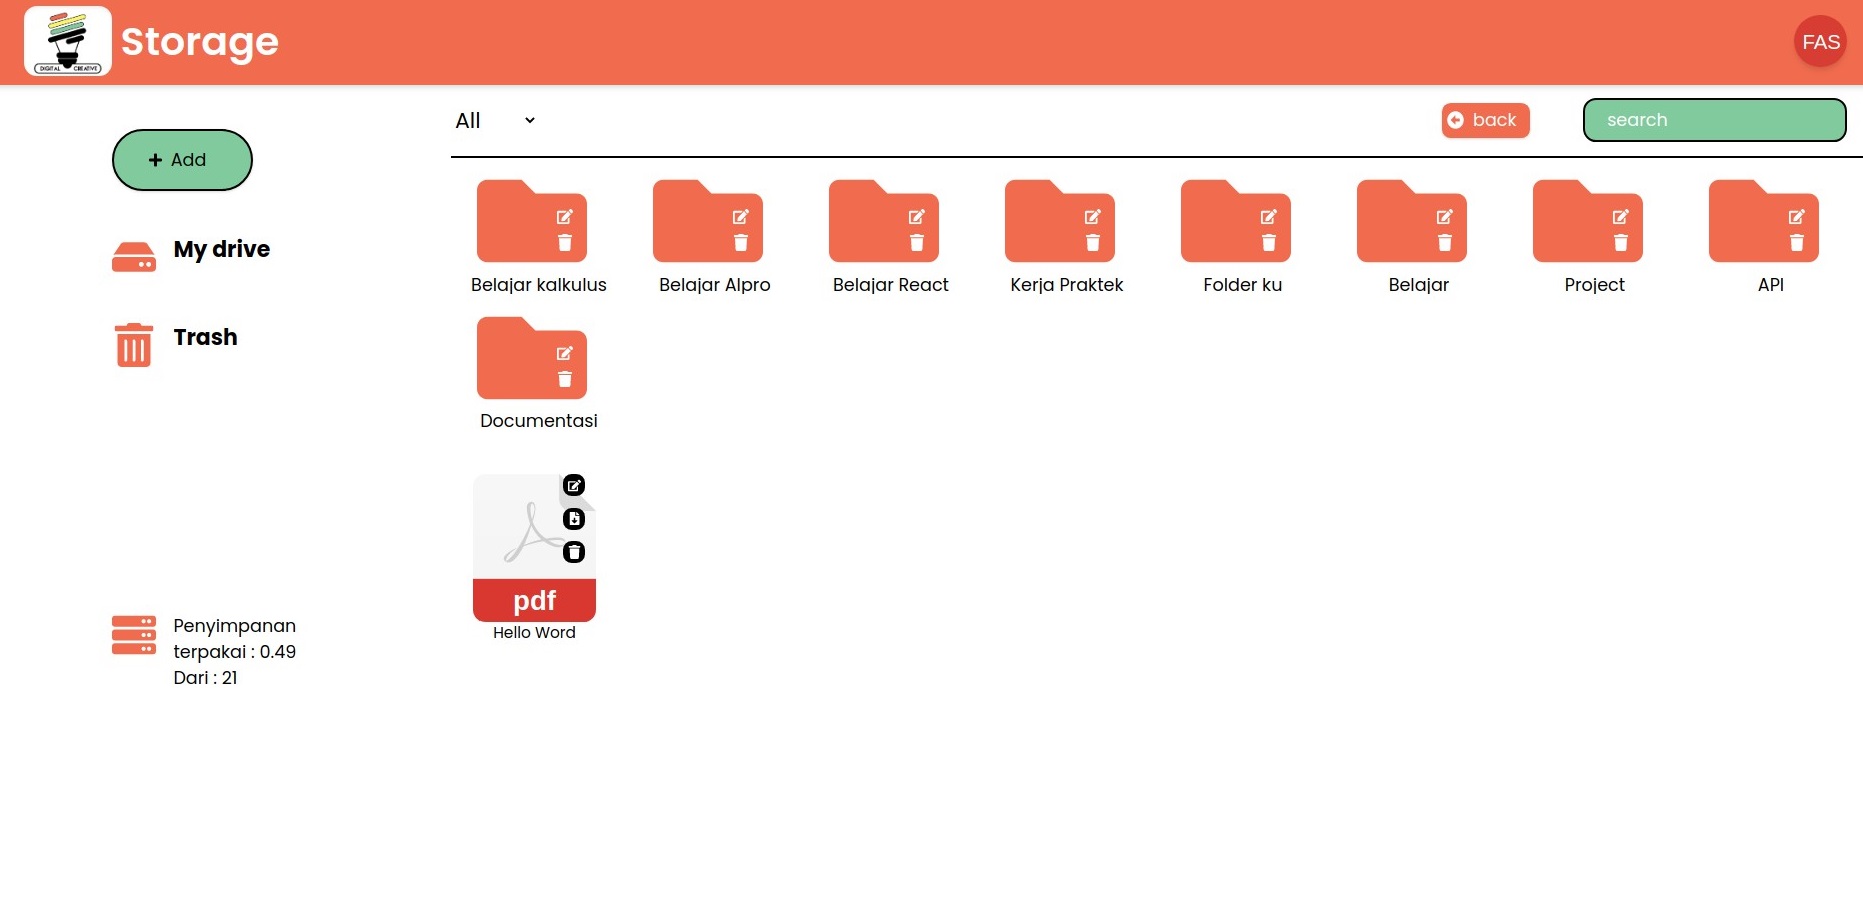 DIGITAL CREATIVE
Storage
FAS
All
back
search
Add
My drive
Trash
Penyimpanan
terpakai : 0.49
Dari : 21
Belajar kalkulus
Belajar Alpro
Belajar React
Kerja Praktek
Folder ku
Belajar
Project
API
Documentasi
pdf
Hello Word